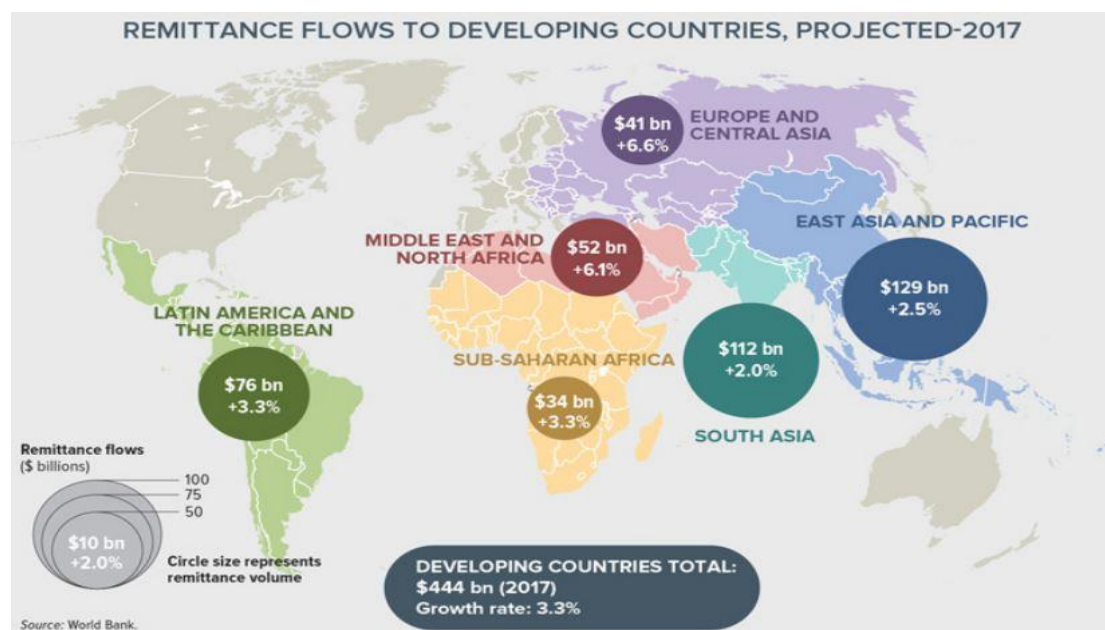 REMITTANCE FLOWS TO DEVELOPING COUNTRIES, PROJECTED-2017
$41 bn
+6.6%
EUROPE AND
CENTRAL ASIA
MIDDLE EAST AND
NORTH AFRICA
$52 bn
+6.1%
EAST ASIA AND PACIFIC
$129 bn
+2.5%
LATIN AMERICA AND
THE CARIBBEAN
$76 bn
+3.3%
SUB-SAHARAN AFRICA
$34 bn
+3.3%
$112 bn
+2.0%
SOUTH ASIA
Remittance flows
($ billions)
100
75
50
$10 bn
+2.0%
Circle size represents
remittance volume
DEVELOPING COUNTRIES TOTAL:
$444 bn (2017)
Growth rate: 3.3%
Source: World Bank.